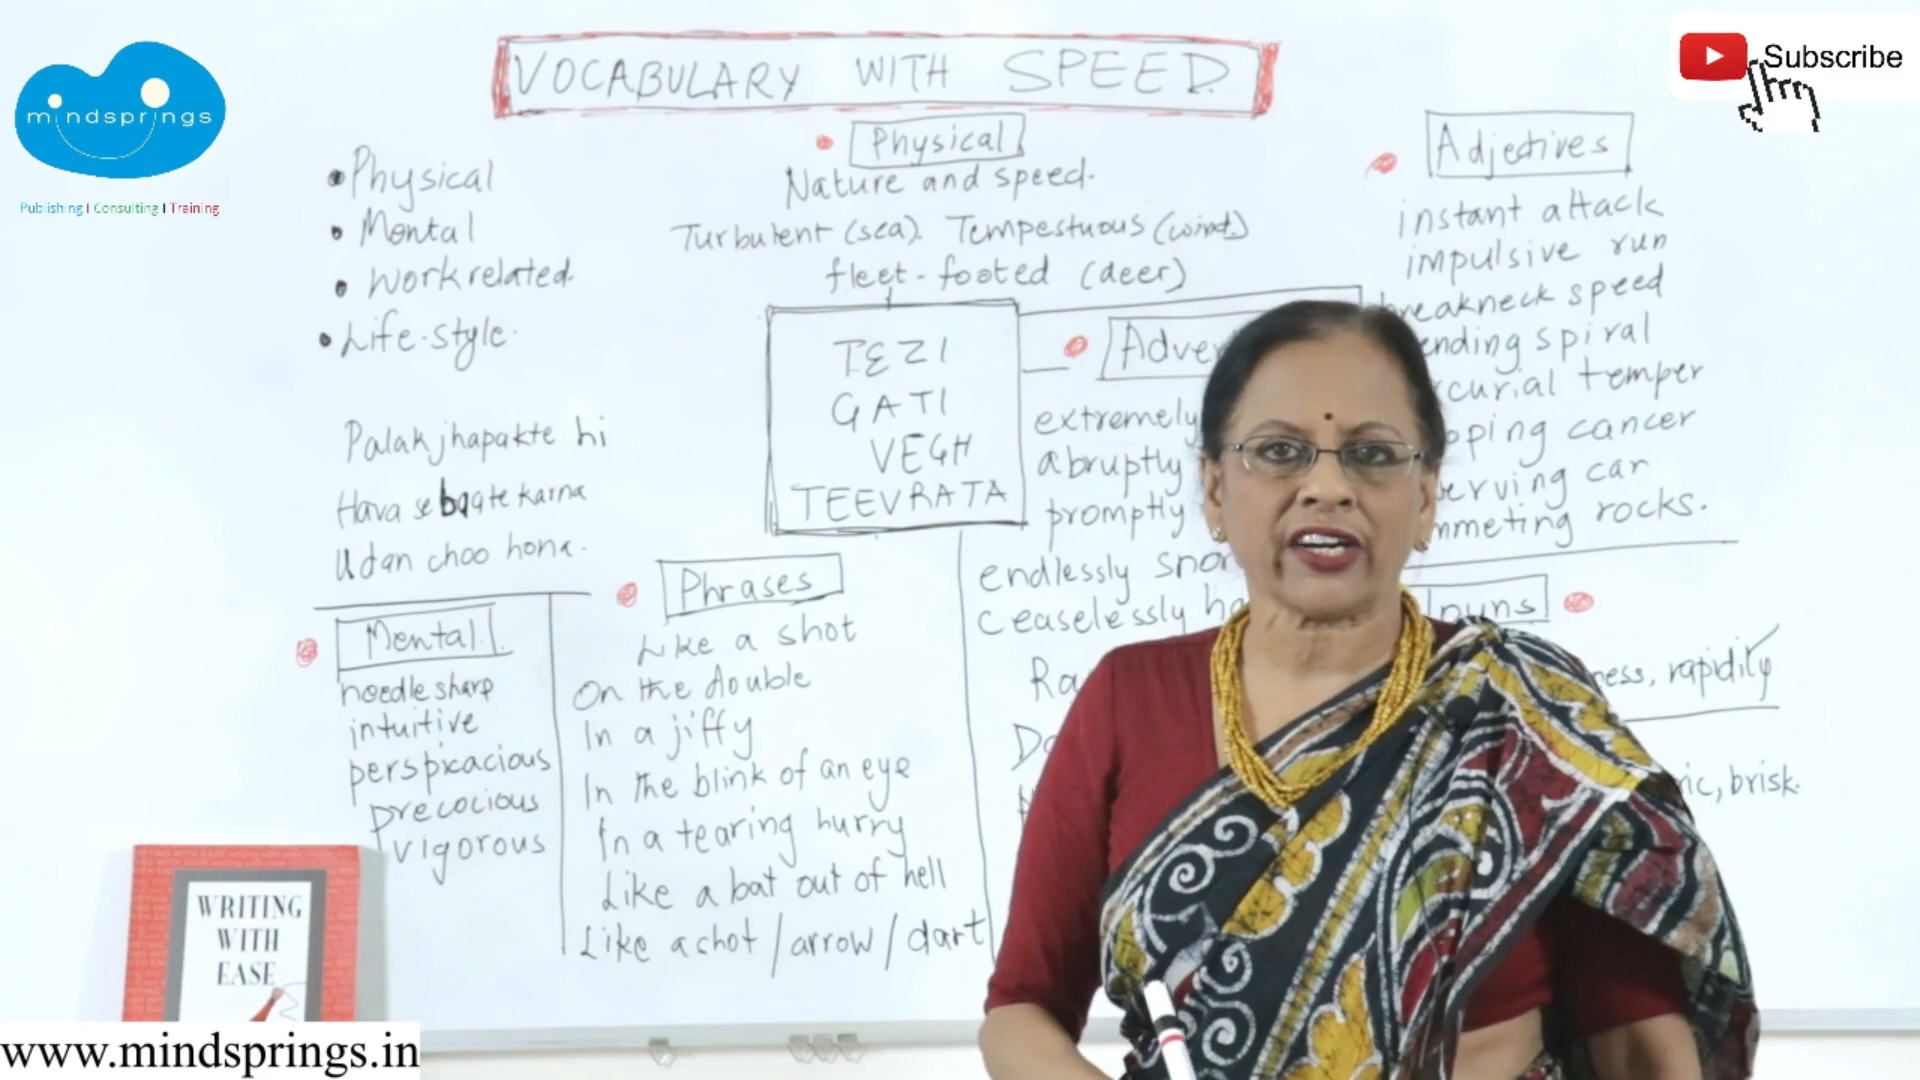 mindsprings
Publishing | Consulting | Training
Subscribe
VOCABULARY WITH SPEED
• Physical
• Mental
• Work related.
• Life-style.
Palak jhapakte hi
Hava se baate karna
Udan choo hona.
Physical
Nature and speed.
Turbulent (sea). Tempestuous (wind)
fleet-footed (deer)
TEZI
GATI
VEGH
TEEVRATA
Adjectives
instant attack
impulsive run
speed
spiral
temper
cancer
car
rocks.
extremely
abruptly
promptly
endlessly
ceaselessly
rapidity
brisk.
Mental
needle sharp
intuitive
perspicacious
precocious
vigorous
Phrases
Like a shot
On the double
In a jiffy
In the blink of an eye
In a tearing hurry
Like a bat out of hell
Like a shot / arrow / dart
WRITING
WITH
EASE
www.mindsprings.in